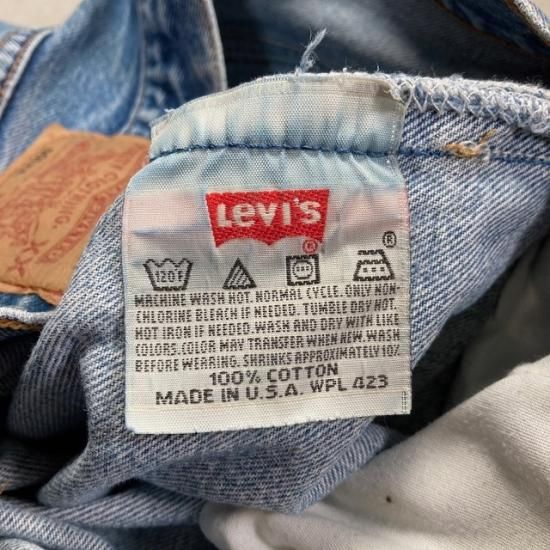 Levi's
®
®
120F
MACHINE WASH HOT. NORMAL CYCLE. ONLY NON-
CHLORINE BLEACH IF NEEDED. TUMBLE DRY HOT
HOT IRON IF NEEDED. WASH AND DRY WITH LIKE
COLORS. COLOR MAY TRANSFER WHEN NEW. WASH
BEFORE WEARING. SHRINKS APPROXIMATELY 10%
100% COTTON
MADE IN U.S.A. WPL 423